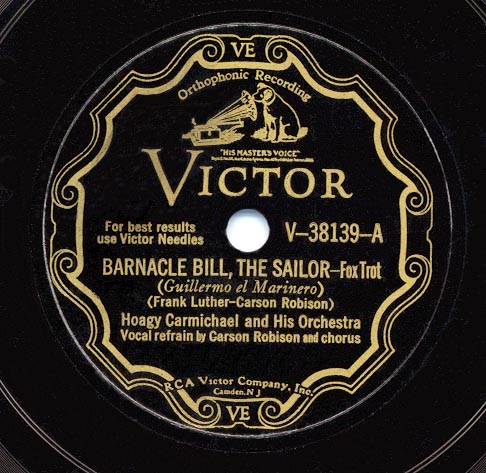 VE
Orthophonic Recording
"HIS MASTER'S VOICE"
VICTOR
For best results
use Victor Needles
V-38139-A
BARNACLE BILL, THE SAILOR-Fox Trot
(Guillermo el Marinero)
(Frank Luther-Carson Robison)
Hoagy Carmichael and His Orchestra
Vocal refrain by Carson Robison and chorus
RCA Victor Company, Inc.
Camden, N J
VE